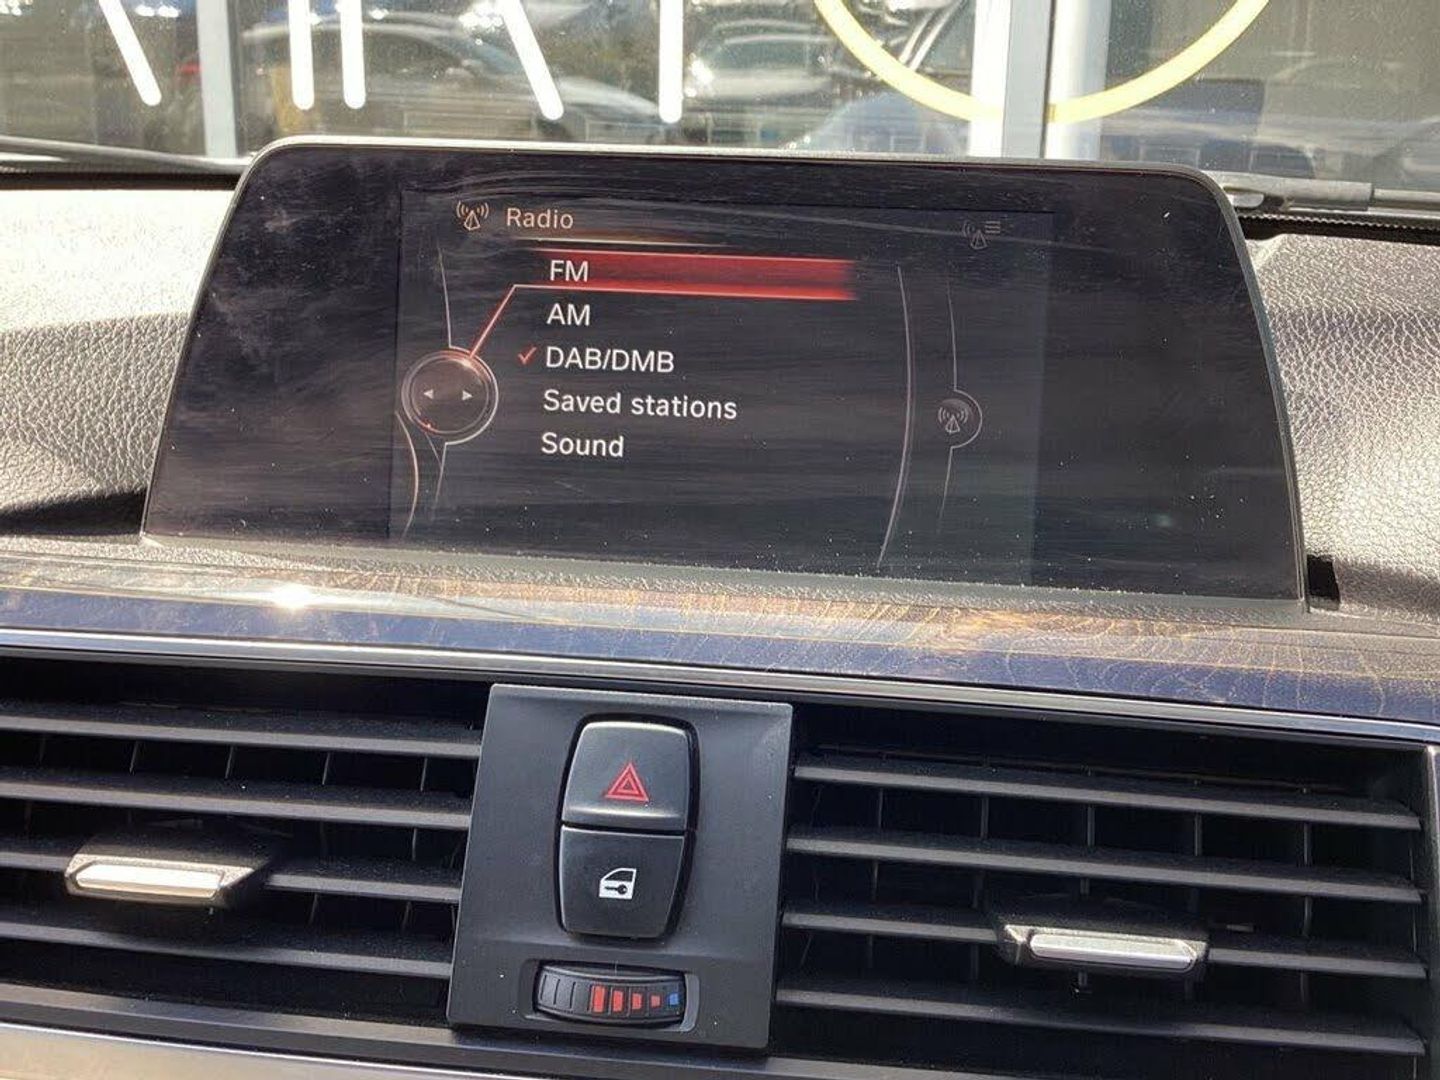 Radio
FM
AM
DAB/DMB
Saved stations
Sound